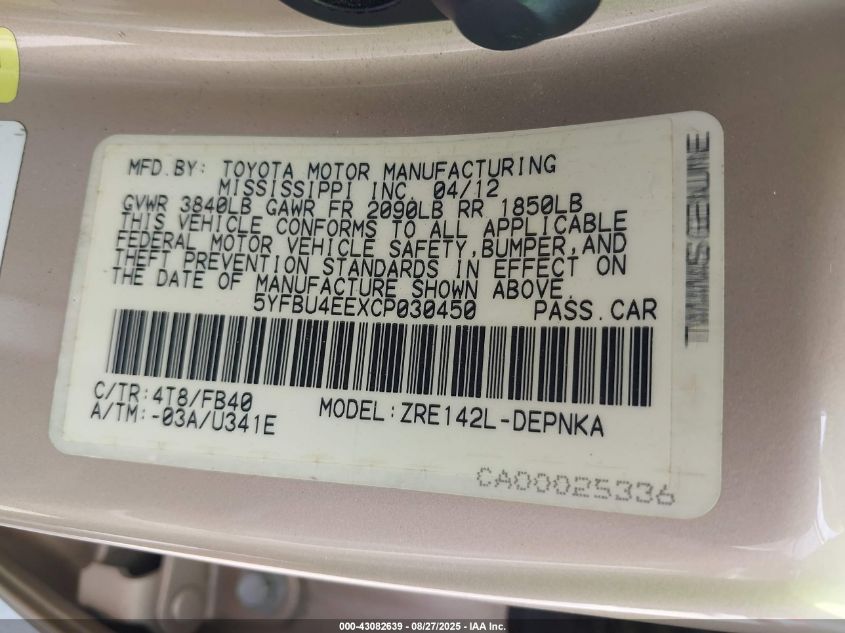 MFD.BY: TOYOTA MOTOR MANUFACTURING
MISSISSIPPI INC. 04/12
GVWR 3840LB GAWR FR 2090LB RR 1850LB
THIS VEHICLE CONFORMS TO ALL APPLICABLE
FEDERAL MOTOR VEHICLE SAFETY,BUMPER,AND
THEFT PREVENTION STANDARDS IN EFFECT ON
THE DATE OF MANUFACTURE SHOWN ABOVE.
5YFBU4EEXCP030450 PASS.CAR
C/TR:4T8/FB40
A/TM:-03A/U341E MODEL:ZRE142L-DEPNKA
CA00025336
000-43082639 - 08/27/2025 - IAA Inc.